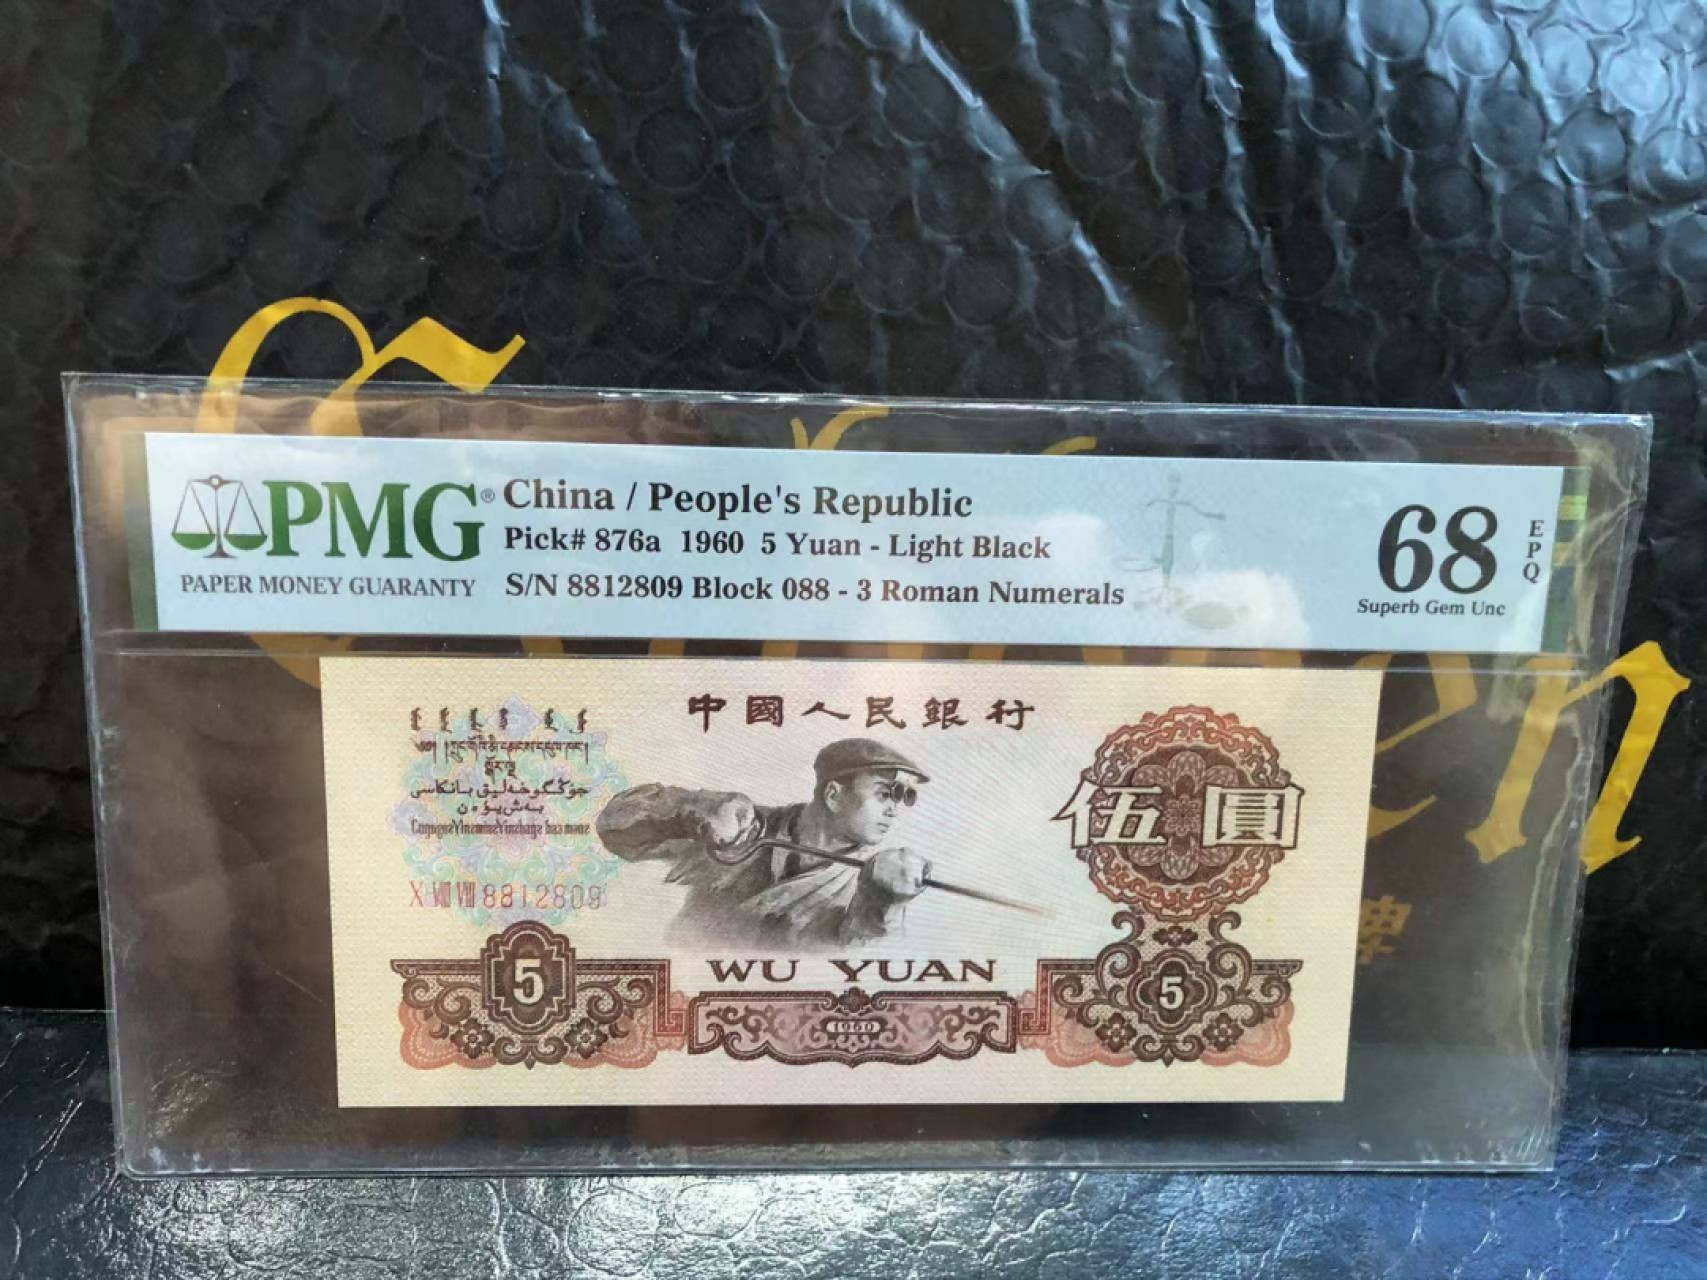 PMG®
PAPER MONEY GUARANTY
China / People's Republic
Pick# 876a 1960 5 Yuan - Light Black
S/N 8812809 Block 088 - 3 Roman Numerals
68
EPQ
Superb Gem Unc
中國人民銀行
伍圓
X VIII VIII 8812809
5
WU YUAN
1960
5